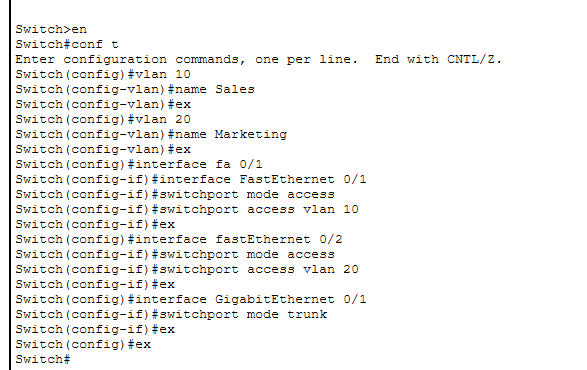 Switch>en
Switch#conf t
Enter configuration commands, one per line.  End with CNTL/Z.
Switch(config)#vlan 10
Switch(config-vlan)#name Sales
Switch(config-vlan)#ex
Switch(config)#vlan 20
Switch(config-vlan)#name Marketing
Switch(config-vlan)#ex
Switch(config)#interface fa 0/1
Switch(config-if)#interface FastEthernet 0/1
Switch(config-if)#switchport mode access
Switch(config-if)#switchport access vlan 10
Switch(config-if)#ex
Switch(config)#interface fastEthernet 0/2
Switch(config-if)#switchport mode access
Switch(config-if)#switchport access vlan 20
Switch(config-if)#ex
Switch(config)#interface GigabitEthernet 0/1
Switch(config-if)#switchport mode trunk
Switch(config-if)#ex
Switch(config)#ex
Switch#